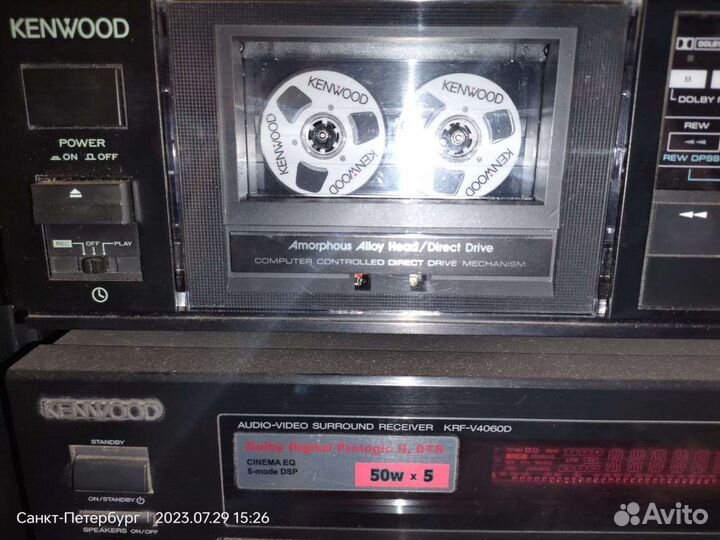 KENWOOD
POWER
ON OFF
REC OFF PLAY
KENWOOD
KENWOOD
KENWOOD
KENWOOD
KENWOOD
KENWOOD
Amorphous Alloy Head/Direct Drive
COMPUTER CONTROLLED DIRECT DRIVE MECHANISM
DOLBY
B
DOLBY
REW
REW DPSS
KENWOOD
STANDBY
ON/STANDBY
SPEAKERS ON/OFF
AUDIO-VIDEO SURROUND RECEIVER KRF-V4060D
Dolby Digital Prologic II, DTS
CINEMA EQ
5-mode DSP
50w x 5
Санкт-Петербург | 2023.07.29 15:26
Avito